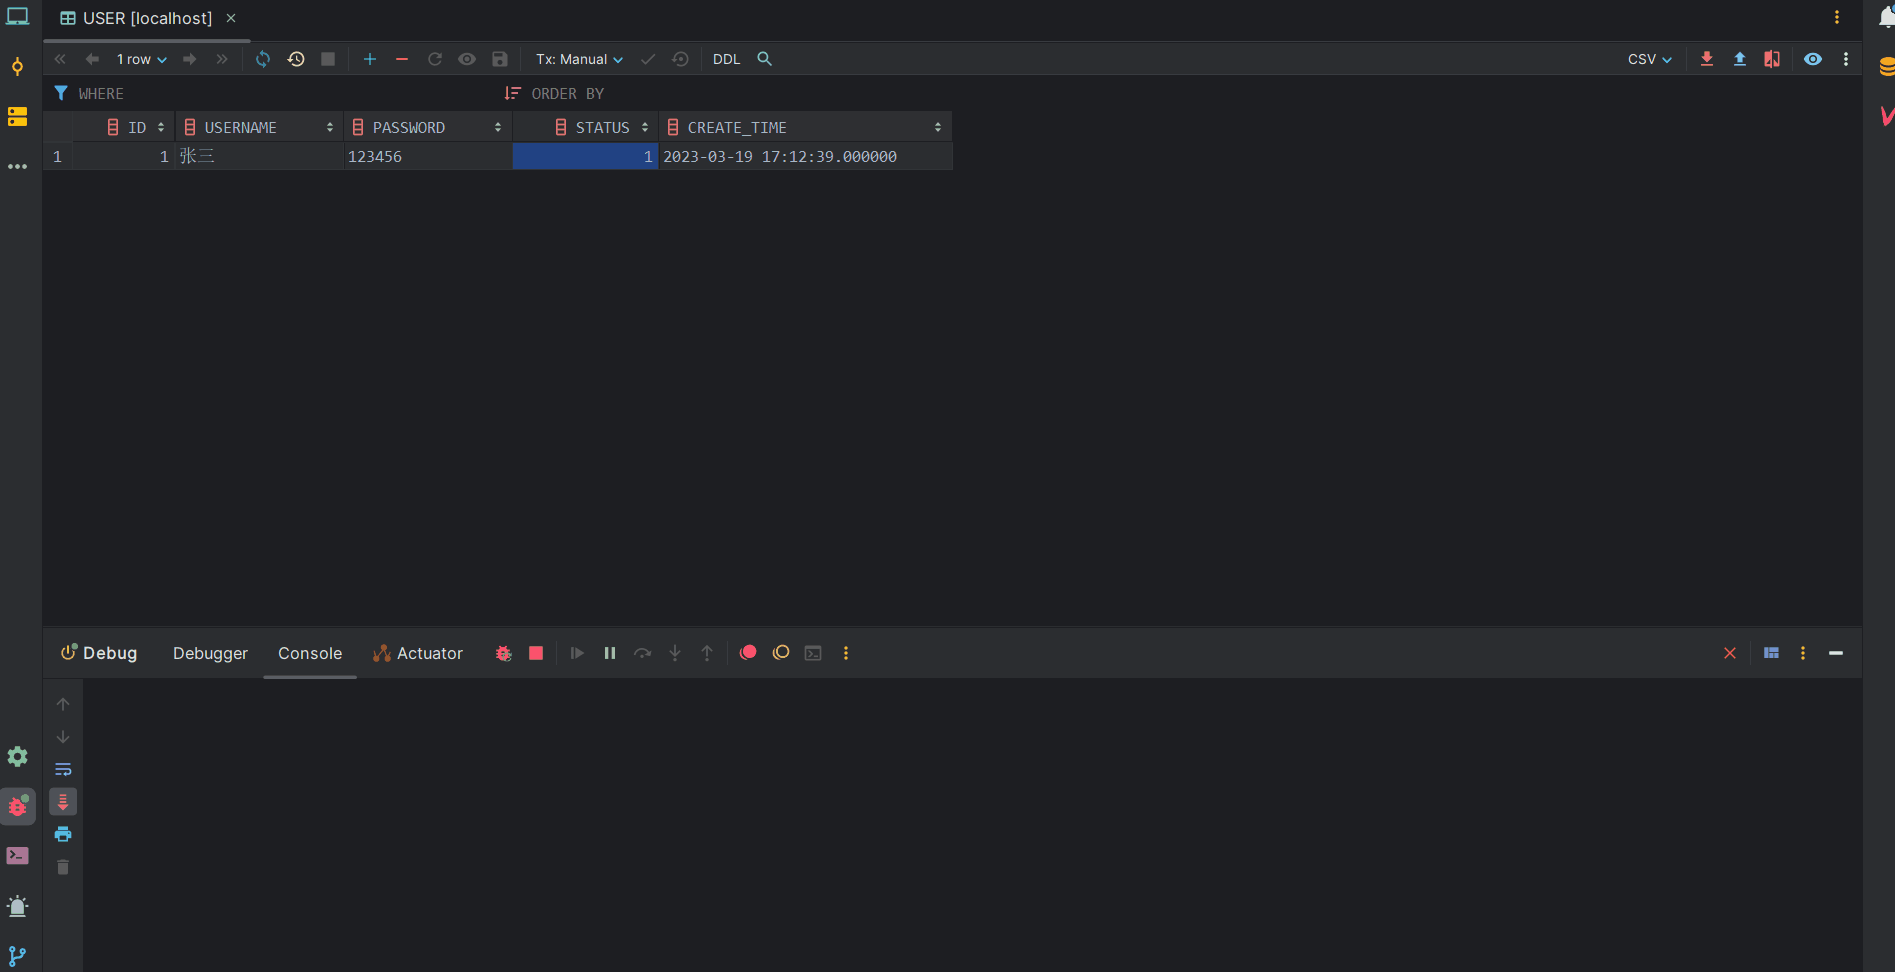 USER [localhost]
1 row Tx: Manual DDL CSV
WHERE ORDER BY
ID USERNAME PASSWORD STATUS CREATE_TIME
1 1 张三 123456 1 2023-03-19 17:12:39.000000
Debug Debugger Console Actuator